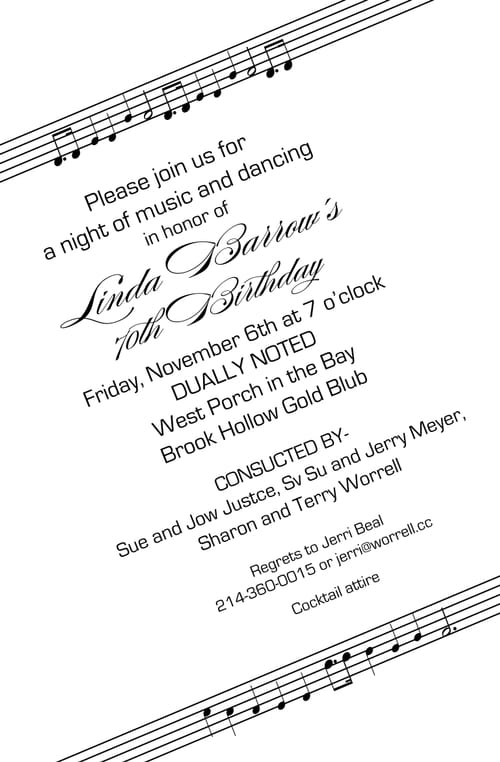 Please join us for
a night of music and dancing
in honor of
Linda Barrow's
70th Birthday
Friday, November 6th at 7 o'clock
DUALLY NOTED
West Porch in the Bay
Brook Hollow Gold Blub
CONSUCTED BY-
Sue and Jow Justce, Sv Su and Jerry Meyer,
Sharon and Terry Worrell
Regrets to Jerri Beal
214-360-0015 or jerri@worrell.cc
Cocktail attire